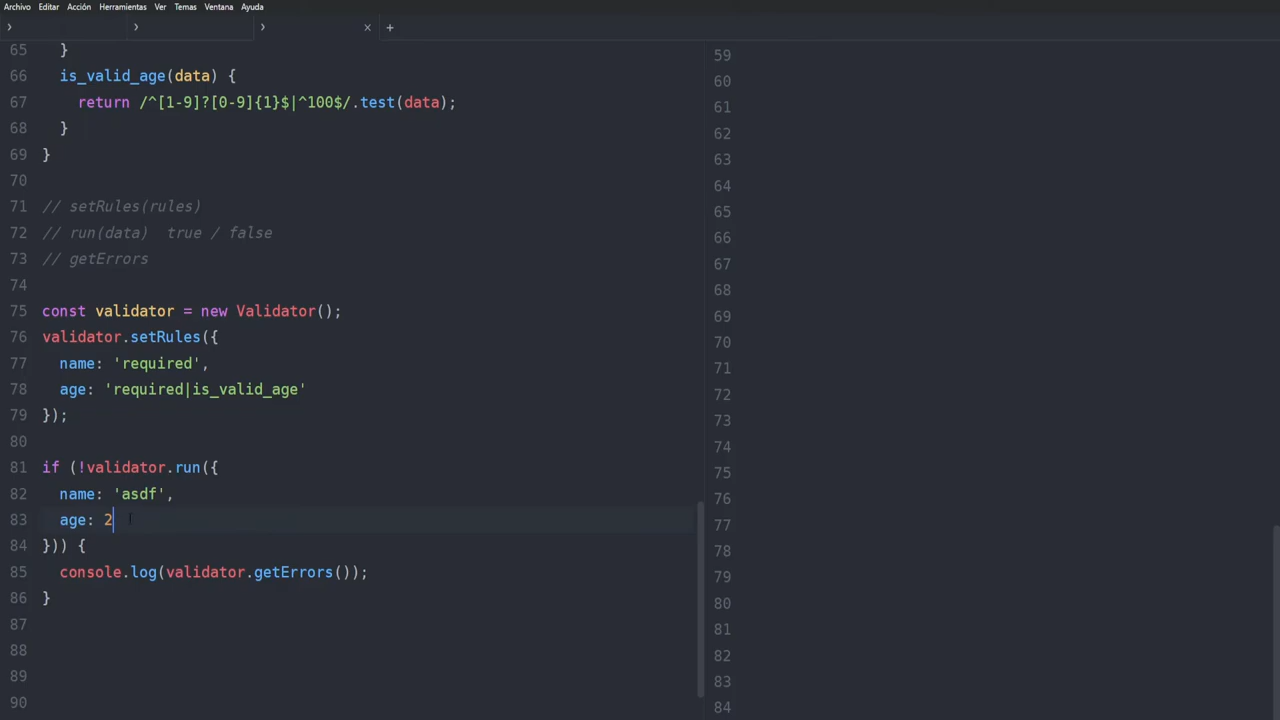 Archivo Editar Acción Herramientas Ver Temas Ventana Ayuda
› › › × +
65 }
66 is_valid_age(data) {
67 return /^[1-9]?[0-9]{1}$|^100$/.test(data);
68 }
69 }
70
71 // setRules(rules)
72 // run(data)  true / false
73 // getErrors
74
75 const validator = new Validator();
76 validator.setRules({
77 name: 'required',
78 age: 'required|is_valid_age'
79 });
80
81 if (!validator.run({
82 name: 'asdf',
83 age: 2
84 })) {
85 console.log(validator.getErrors());
86 }
87
88
89
90
59
60
61
62
63
64
65
66
67
68
69
70
71
72
73
74
75
76
77
78
79
80
81
82
83
84